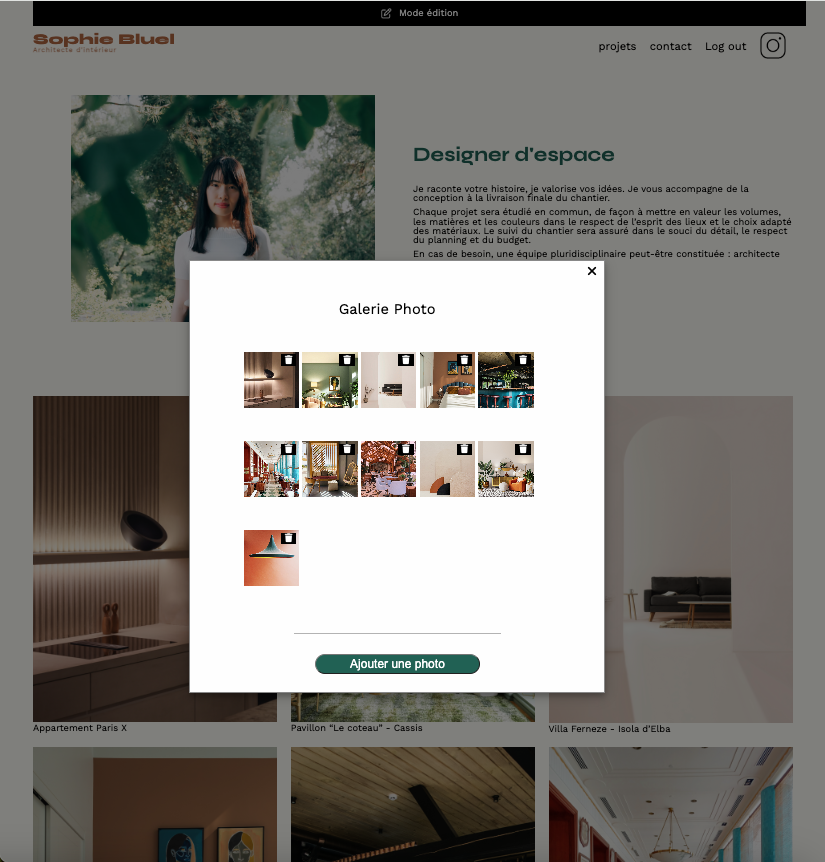 Mode édition
Sophie Bluel
Architecte d'intérieur
projets
contact
Log out
Designer d'espace
Je raconte votre histoire, je valorise vos idées. Je vous accompagne de la
conception à la livraison finale du chantier.
Chaque projet sera étudié en commun, de façon à mettre en valeur les volumes,
les matières et les couleurs dans le respect de l'esprit des lieux et le choix adapté
des matériaux. Le suivi du chantier sera assuré dans le souci du détail, le respect
du planning et du budget.
En cas de besoin, une équipe pluridisciplinaire peut-être constituée : architecte
Galerie Photo
Ajouter une photo
Appartement Paris X
Pavillon “Le coteau” - Cassis
Villa Ferneze - Isola d’Elba